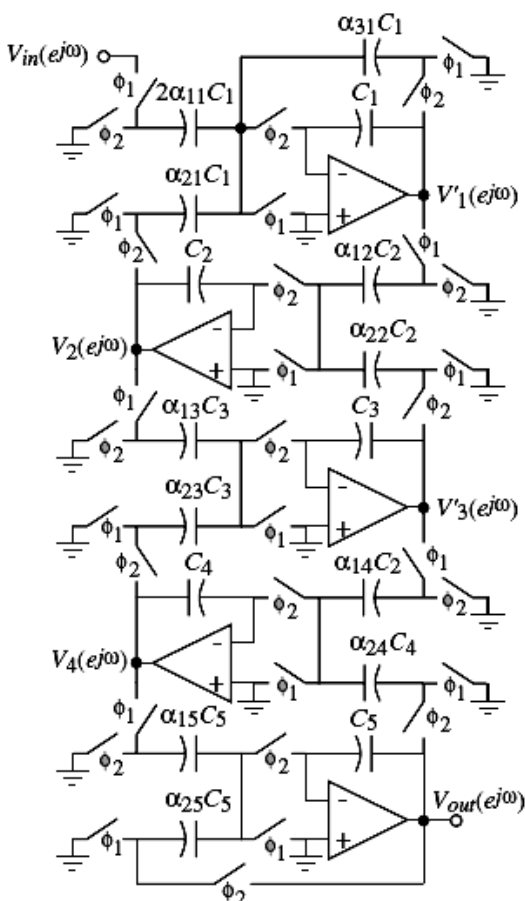 α31C1
Vin(ejω)
ϕ1
ϕ1
2α11C1
C1
ϕ2
ϕ2
ϕ2
α21C1
-
+
V'1(ejω)
ϕ1
ϕ1
ϕ2
ϕ1
C2
α12C2
ϕ2
ϕ2
V2(ejω)
-
+
α22C2
ϕ1
ϕ1
ϕ1
α13C3
ϕ2
C3
ϕ2
ϕ2
α23C3
-
+
V'3(ejω)
ϕ1
ϕ1
ϕ2
ϕ1
C4
α14C2
ϕ2
ϕ2
V4(ejω)
-
+
α24C4
ϕ1
ϕ1
ϕ1
α15C5
ϕ2
C5
ϕ2
ϕ2
α25C5
-
+
Vout(ejω)
ϕ1
ϕ1
ϕ2